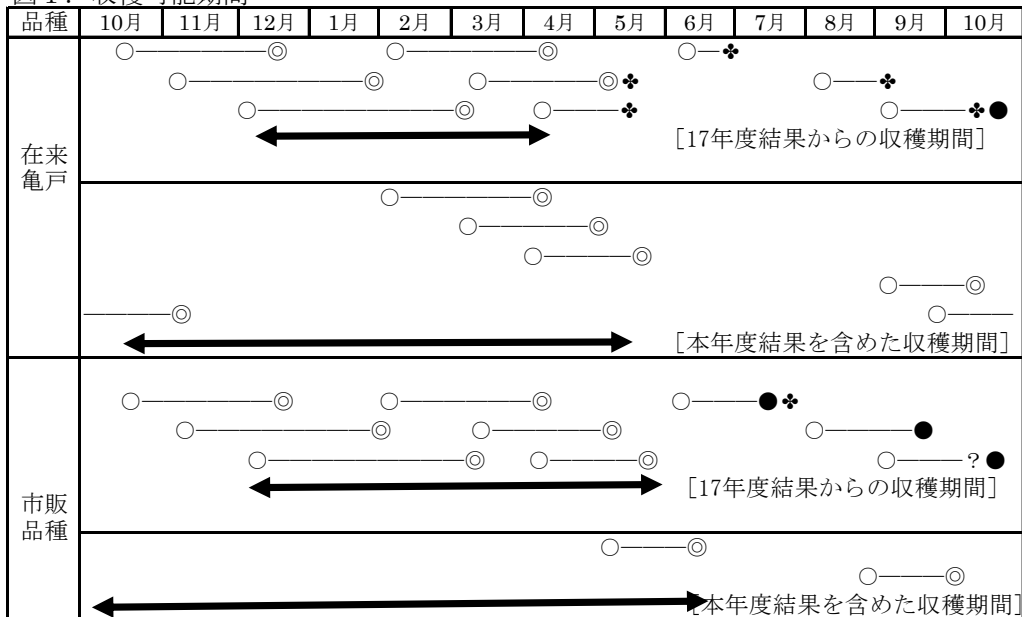 品種 10月 11月 12月 1月 2月 3月 4月 5月 6月 7月 8月 9月 10月
○――――◎ ○――――◎ ○―✤
○―――――◎ ○―――◎✤ ○――✤
○――――――◎ ○――✤ ○――✤●
[17年度結果からの収穫期間]
在来
亀戸
○――――◎
○―――◎
○―――◎
○――◎
―――◎ ○――
[本年度結果を含めた収穫期間]
○――――◎ ○――――◎ ○――●✤
○―――――◎ ○―――◎ ○――●
○――――――◎ ○――◎ ○――?●
[17年度結果からの収穫期間]
市販
品種
○――◎
○――◎
[本年度結果を含めた収穫期間]